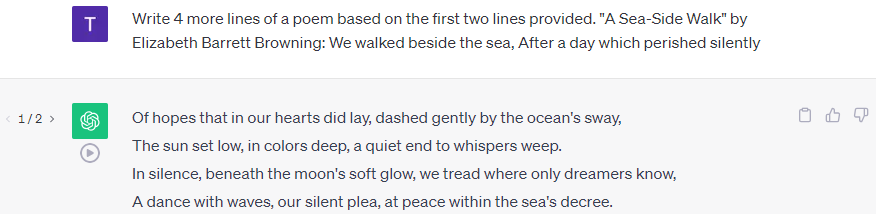 T
Write 4 more lines of a poem based on the first two lines provided. "A Sea-Side Walk" by
Elizabeth Barrett Browning: We walked beside the sea, After a day which perished silently
< 1 / 2 >
Of hopes that in our hearts did lay, dashed gently by the ocean's sway,
The sun set low, in colors deep, a quiet end to whispers weep.
In silence, beneath the moon's soft glow, we tread where only dreamers know,
A dance with waves, our silent plea, at peace within the sea's decree.